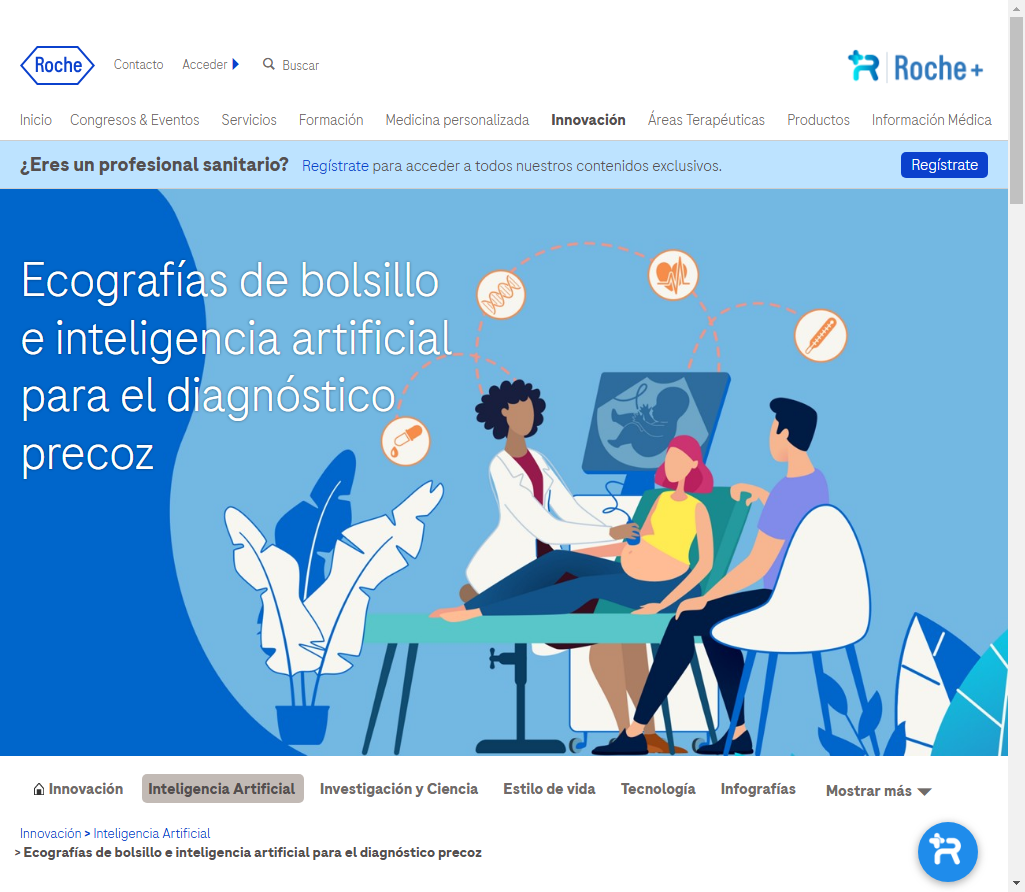 Roche
Contacto
Acceder
Buscar
Roche+
Inicio
Congresos & Eventos
Servicios
Formación
Medicina personalizada
Innovación
Áreas Terapéuticas
Productos
Información Médica
¿Eres un profesional sanitario?
Regístrate para acceder a todos nuestros contenidos exclusivos.
Regístrate
Ecografías de bolsillo
e inteligencia artificial
para el diagnóstico
precoz
Innovación
Inteligencia Artificial
Investigación y Ciencia
Estilo de vida
Tecnología
Infografías
Mostrar más
Innovación > Inteligencia Artificial
> Ecografías de bolsillo e inteligencia artificial para el diagnóstico precoz